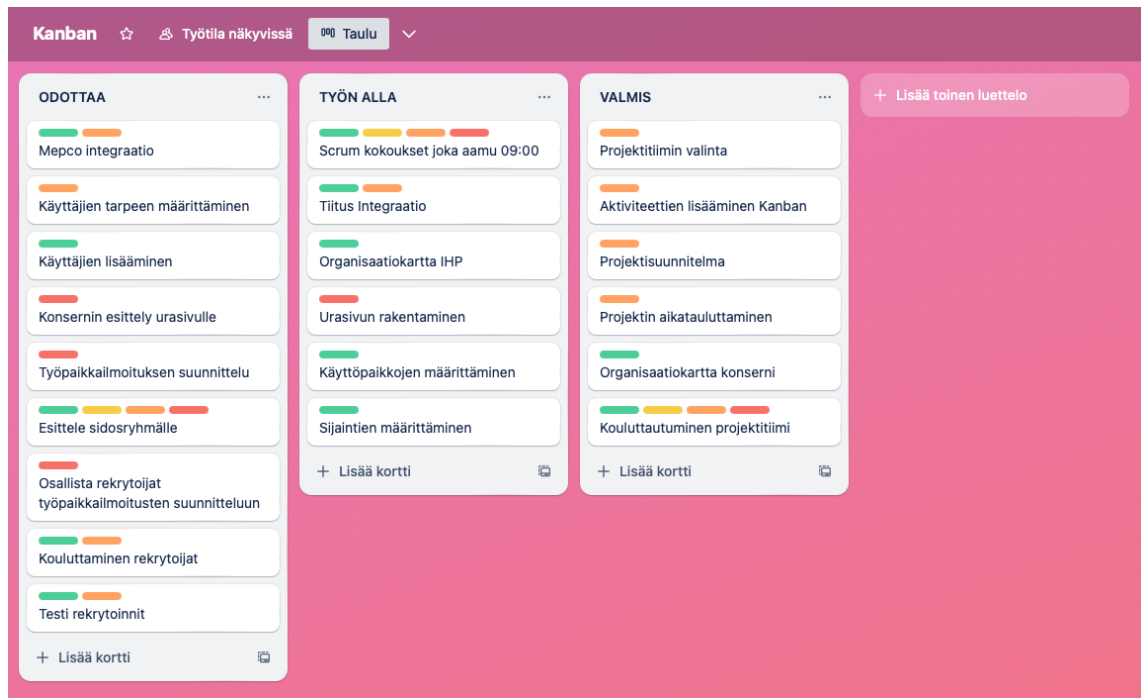 Kanban
Työtila näkyvissä
Taulu
ODOTTAA
Mepco integraatio
Käyttäjien tarpeen määrittäminen
Käyttäjien lisääminen
Konsernin esittely urasivulle
Työpaikkailmoituksen suunnittelu
Esittele sidosryhmälle
Osallista rekrytoijat
työpaikkailmoitusten suunnitteluun
Kouluttaminen rekrytoijat
Testi rekrytoinnit
+ Lisää kortti
TYÖN ALLA
Scrum kokoukset joka aamu 09:00
Tiitus Integraatio
Organisaatiokartta IHP
Urasivun rakentaminen
Käyttöpaikkojen määrittäminen
Sijaintien määrittäminen
+ Lisää kortti
VALMIS
Projektitiimin valinta
Aktiviteettien lisääminen Kanban
Projektisuunnitelma
Projektin aikatauluttaminen
Organisaatiokartta konserni
Kouluttautuminen projektitiimi
+ Lisää kortti
+ Lisää toinen luettelo